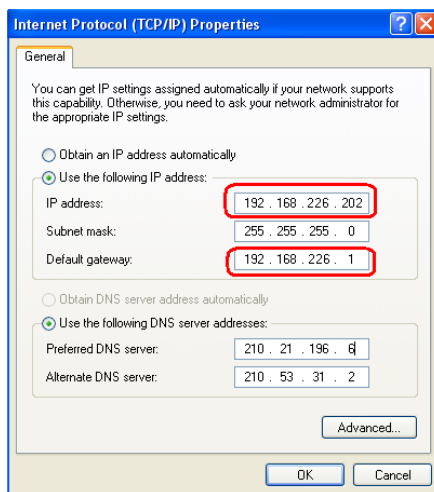 Internet Protocol (TCP/IP) Properties
General
You can get IP settings assigned automatically if your network supports
this capability. Otherwise, you need to ask your network administrator for
the appropriate IP settings.
Obtain an IP address automatically
Use the following IP address:
IP address: 192 . 168 . 226 . 202
Subnet mask: 255 . 255 . 255 . 0
Default gateway: 192 . 168 . 226 . 1
Obtain DNS server address automatically
Use the following DNS server addresses:
Preferred DNS server: 210 . 21 . 196 . 6
Alternate DNS server: 210 . 53 . 31 . 2
Advanced...
OK Cancel